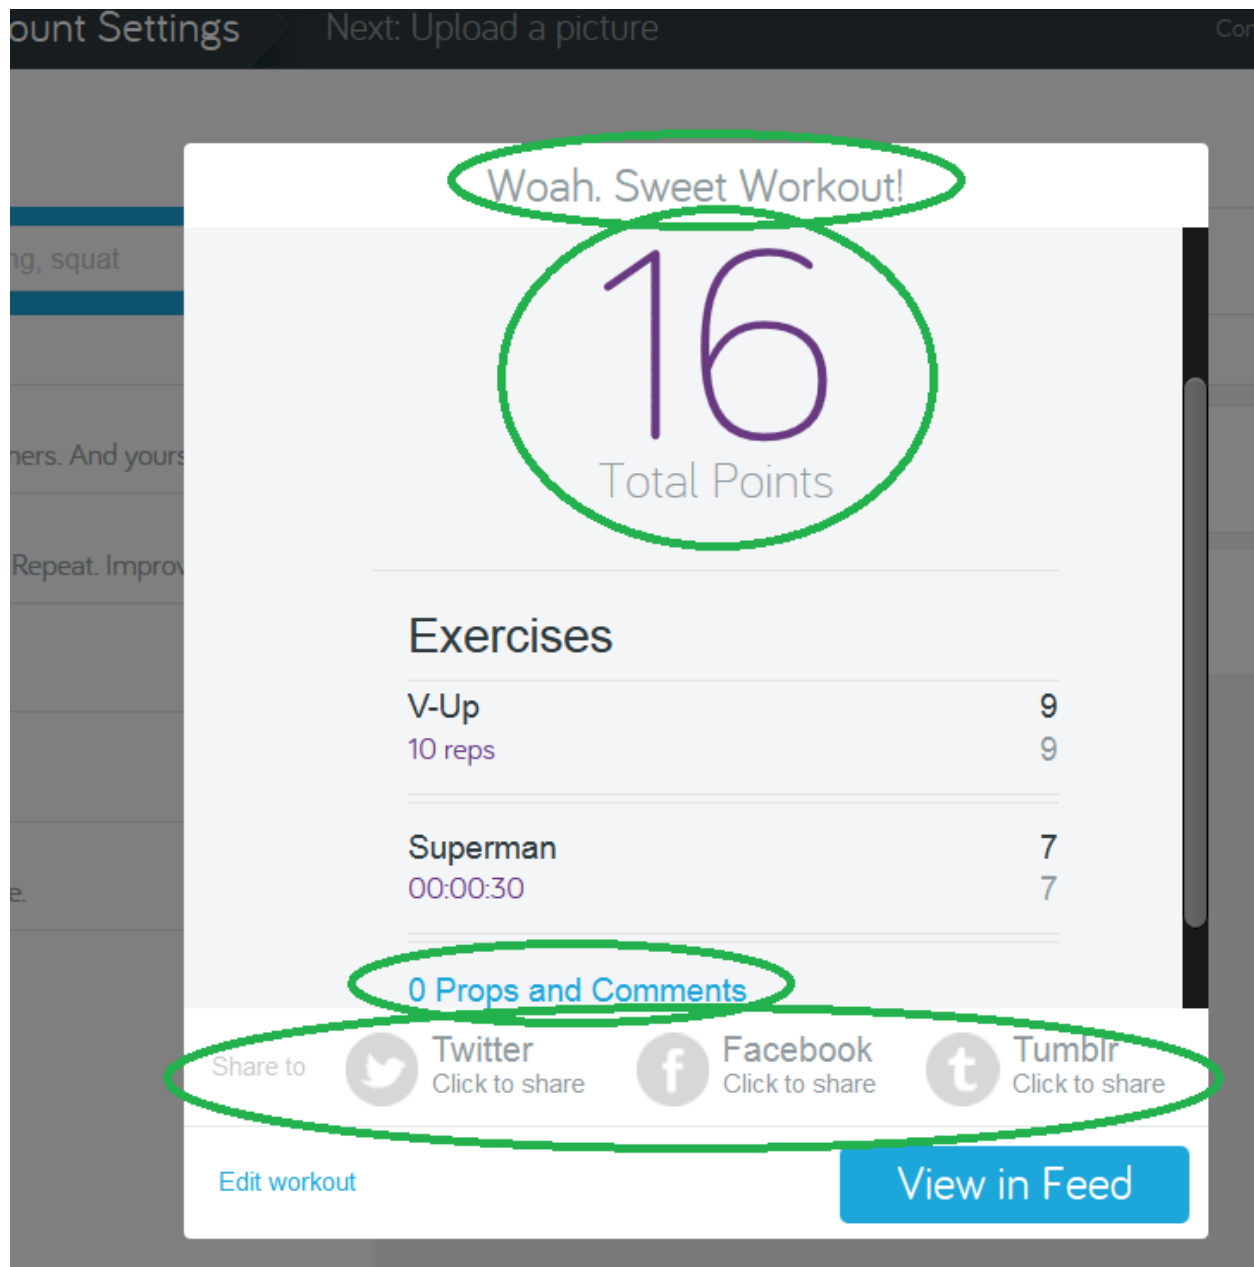 ount Settings
Next: Upload a picture
Con
Woah. Sweet Workout!
ng, squat
16
Total Points
ners. And yours
Repeat. Improv
Exercises
V-Up 9
10 reps 9
Superman 7
00:00:30 7
e.
0 Props and Comments
Share to
Twitter
Click to share
Facebook
Click to share
Tumblr
Click to share
Edit workout
View in Feed